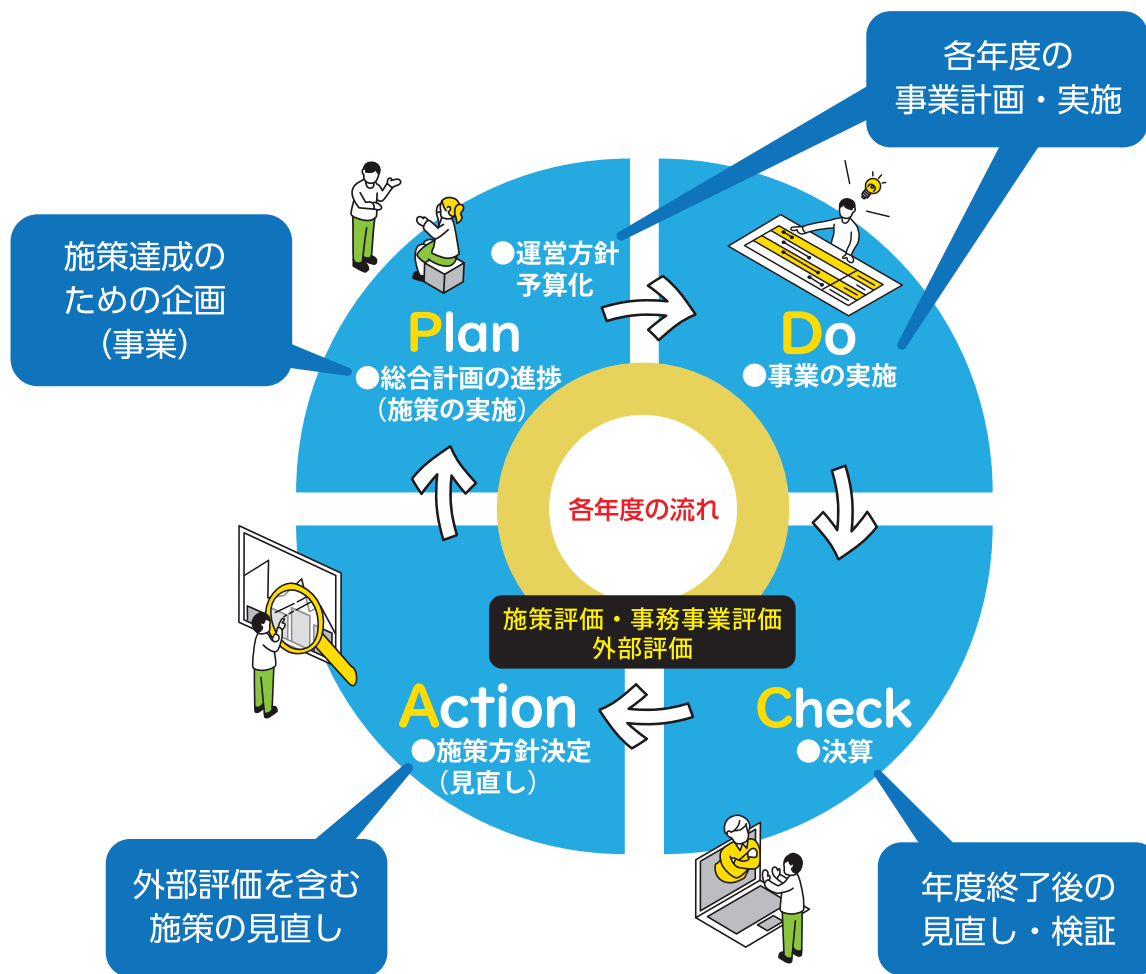 各年度の
事業計画・実施
施策達成の
ための企画
（事業）
●運営方針
予算化
Plan
●総合計画の進捗
（施策の実施）
Do
●事業の実施
各年度の流れ
施策評価・事務事業評価
外部評価
Action
●施策方針決定
（見直し）
Check
●決算
外部評価を含む
施策の見直し
年度終了後の
見直し・検証